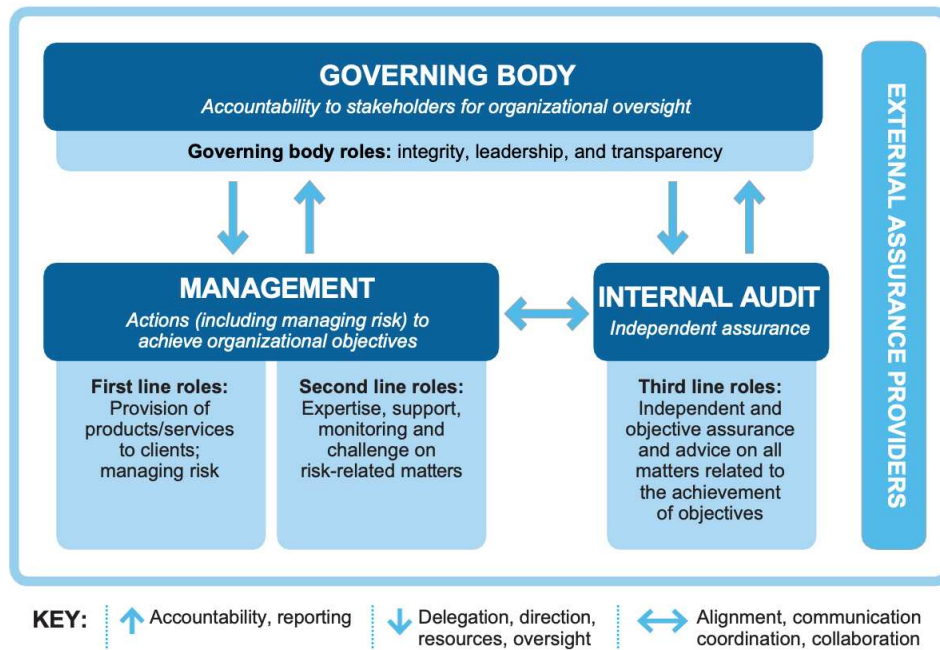 GOVERNING BODY
Accountability to stakeholders for organizational oversight
Governing body roles: integrity, leadership, and transparency
MANAGEMENT
Actions (including managing risk) to
achieve organizational objectives
First line roles:
Provision of
products/services
to clients;
managing risk
Second line roles:
Expertise, support,
monitoring and
challenge on
risk-related matters
INTERNAL AUDIT
Independent assurance
Third line roles:
Independent and
objective assurance
and advice on all
matters related to
the achievement
of objectives
EXTERNAL ASSURANCE PROVIDERS
KEY:
Accountability, reporting
Delegation, direction,
resources, oversight
Alignment, communication
coordination, collaboration